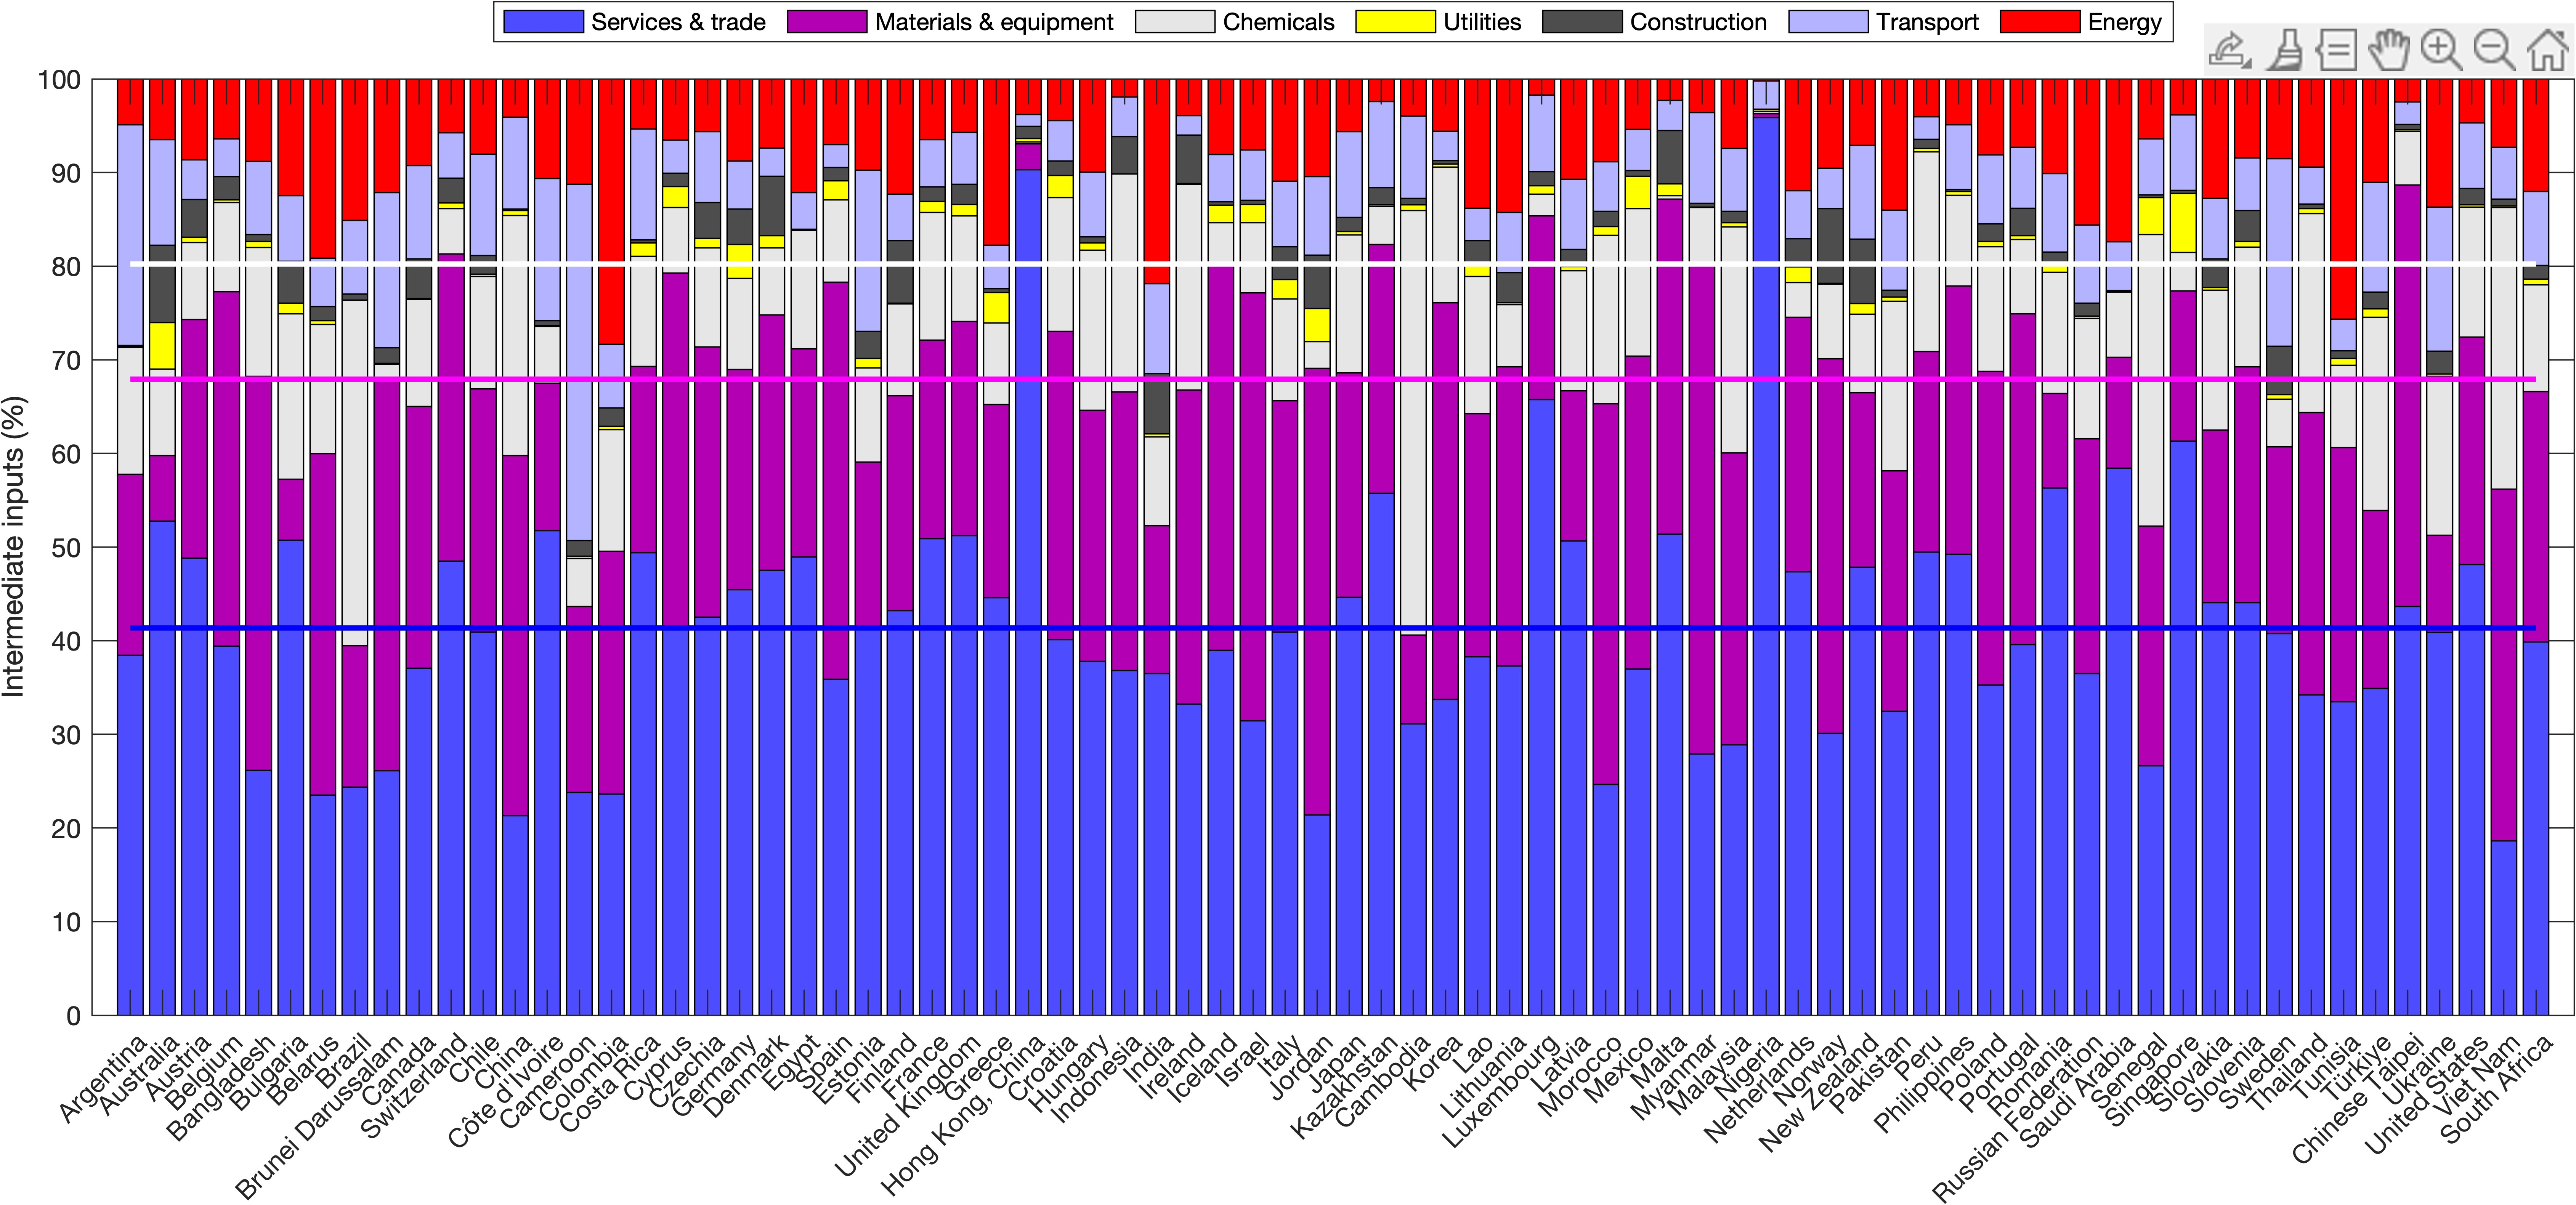 Services & trade Materials & equipment Chemicals Utilities Construction Transport Energy
Intermediate inputs (%)
100
90
80
70
60
50
40
30
20
10
0
Argentina
Australia
Austria
Belgium
Bangladesh
Bulgaria
Belarus
Brazil
Brunei Darussalam
Canada
Switzerland
Chile
China
Côte d'Ivoire
Cameroon
Colombia
Costa Rica
Cyprus
Czechia
Germany
Denmark
Egypt
Spain
Estonia
Finland
France
United Kingdom
Greece
Hong Kong, China
Croatia
Hungary
Indonesia
India
Ireland
Iceland
Israel
Italy
Jordan
Japan
Kazakhstan
Cambodia
Korea
Lao
Lithuania
Luxembourg
Latvia
Morocco
Mexico
Malta
Myanmar
Malaysia
Nigeria
Netherlands
Norway
New Zealand
Pakistan
Peru
Philippines
Poland
Portugal
Romania
Russian Federation
Saudi Arabia
Senegal
Singapore
Slovakia
Slovenia
Sweden
Thailand
Tunisia
Türkiye
Chinese Taipei
Ukraine
United States
Viet Nam
South Africa